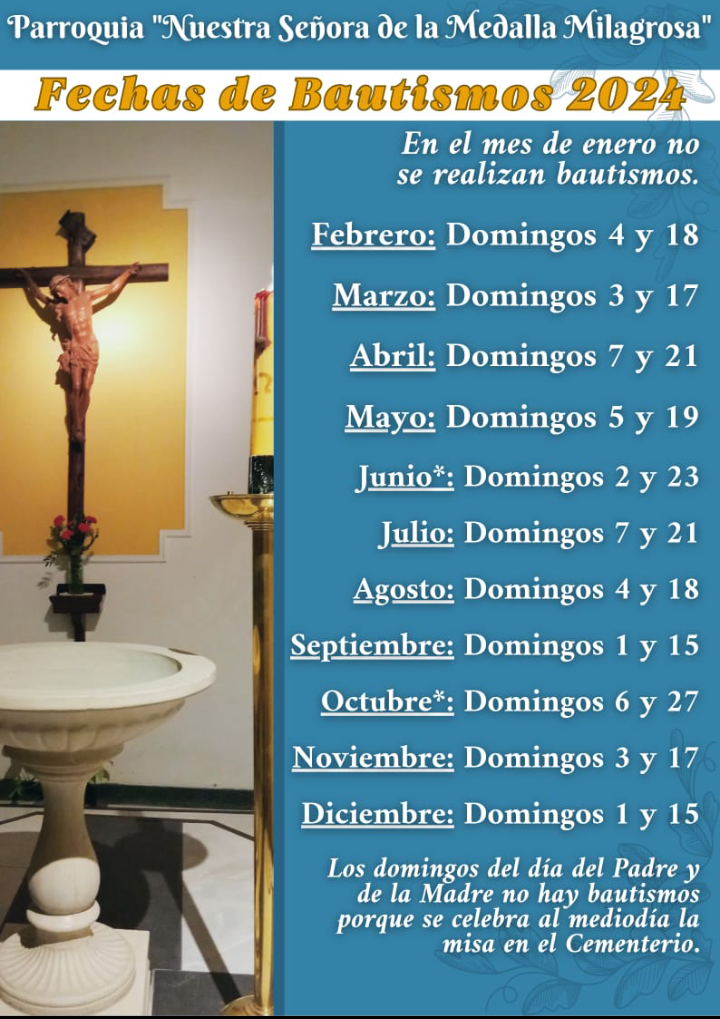 Parroquia "Nuestra Señora de la Medalla Milagrosa"
Fechas de Bautismos 2024
En el mes de enero no
se realizan bautismos.
Febrero: Domingos 4 y 18
Marzo: Domingos 3 y 17
Abril: Domingos 7 y 21
Mayo: Domingos 5 y 19
Junio*: Domingos 2 y 23
Julio: Domingos 7 y 21
Agosto: Domingos 4 y 18
Septiembre: Domingos 1 y 15
Octubre*: Domingos 6 y 27
Noviembre: Domingos 3 y 17
Diciembre: Domingos 1 y 15
Los domingos del día del Padre y
de la Madre no hay bautismos
porque se celebra al mediodía la
misa en el Cementerio.